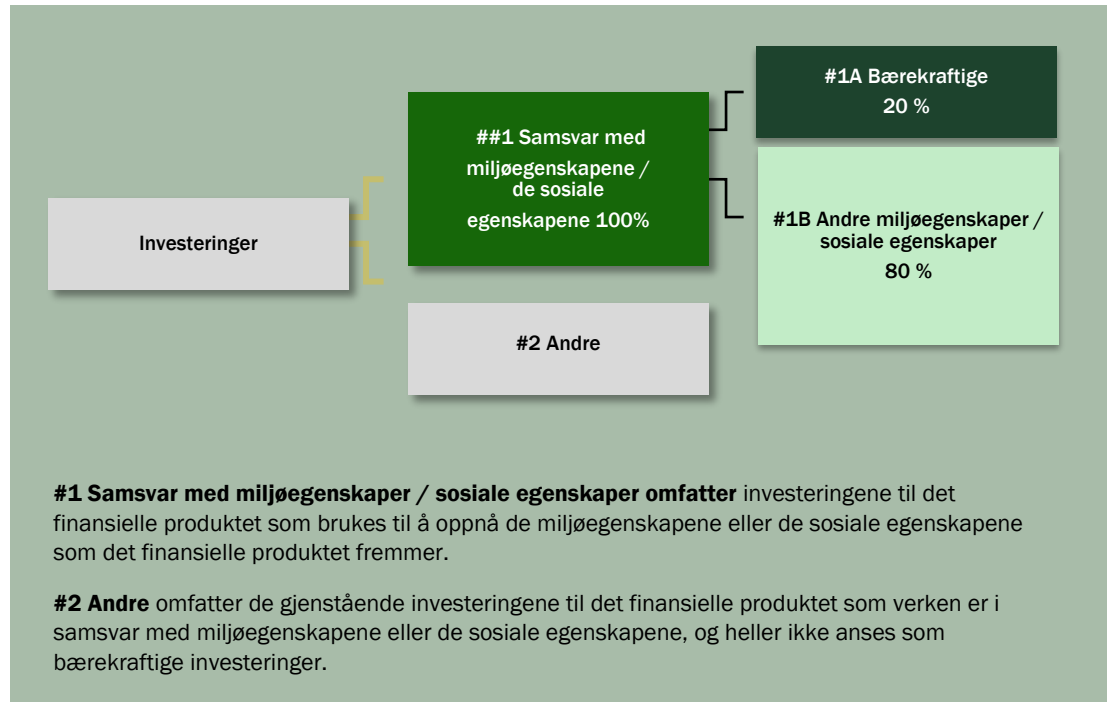 #1A Bærekraftige
20 %
##1 Samsvar med
miljøegenskapene /
de sosiale
egenskapene 100%
#1B Andre miljøegenskaper /
sosiale egenskaper
80 %
Investeringer
#2 Andre
#1 Samsvar med miljøegenskaper / sosiale egenskaper omfatter investeringene til det
finansielle produktet som brukes til å oppnå de miljøegenskapene eller de sosiale egenskapene
som det finansielle produktet fremmer.
#2 Andre omfatter de gjenstående investeringene til det finansielle produktet som verken er i
samsvar med miljøegenskapene eller de sosiale egenskapene, og heller ikke anses som
bærekraftige investeringer.